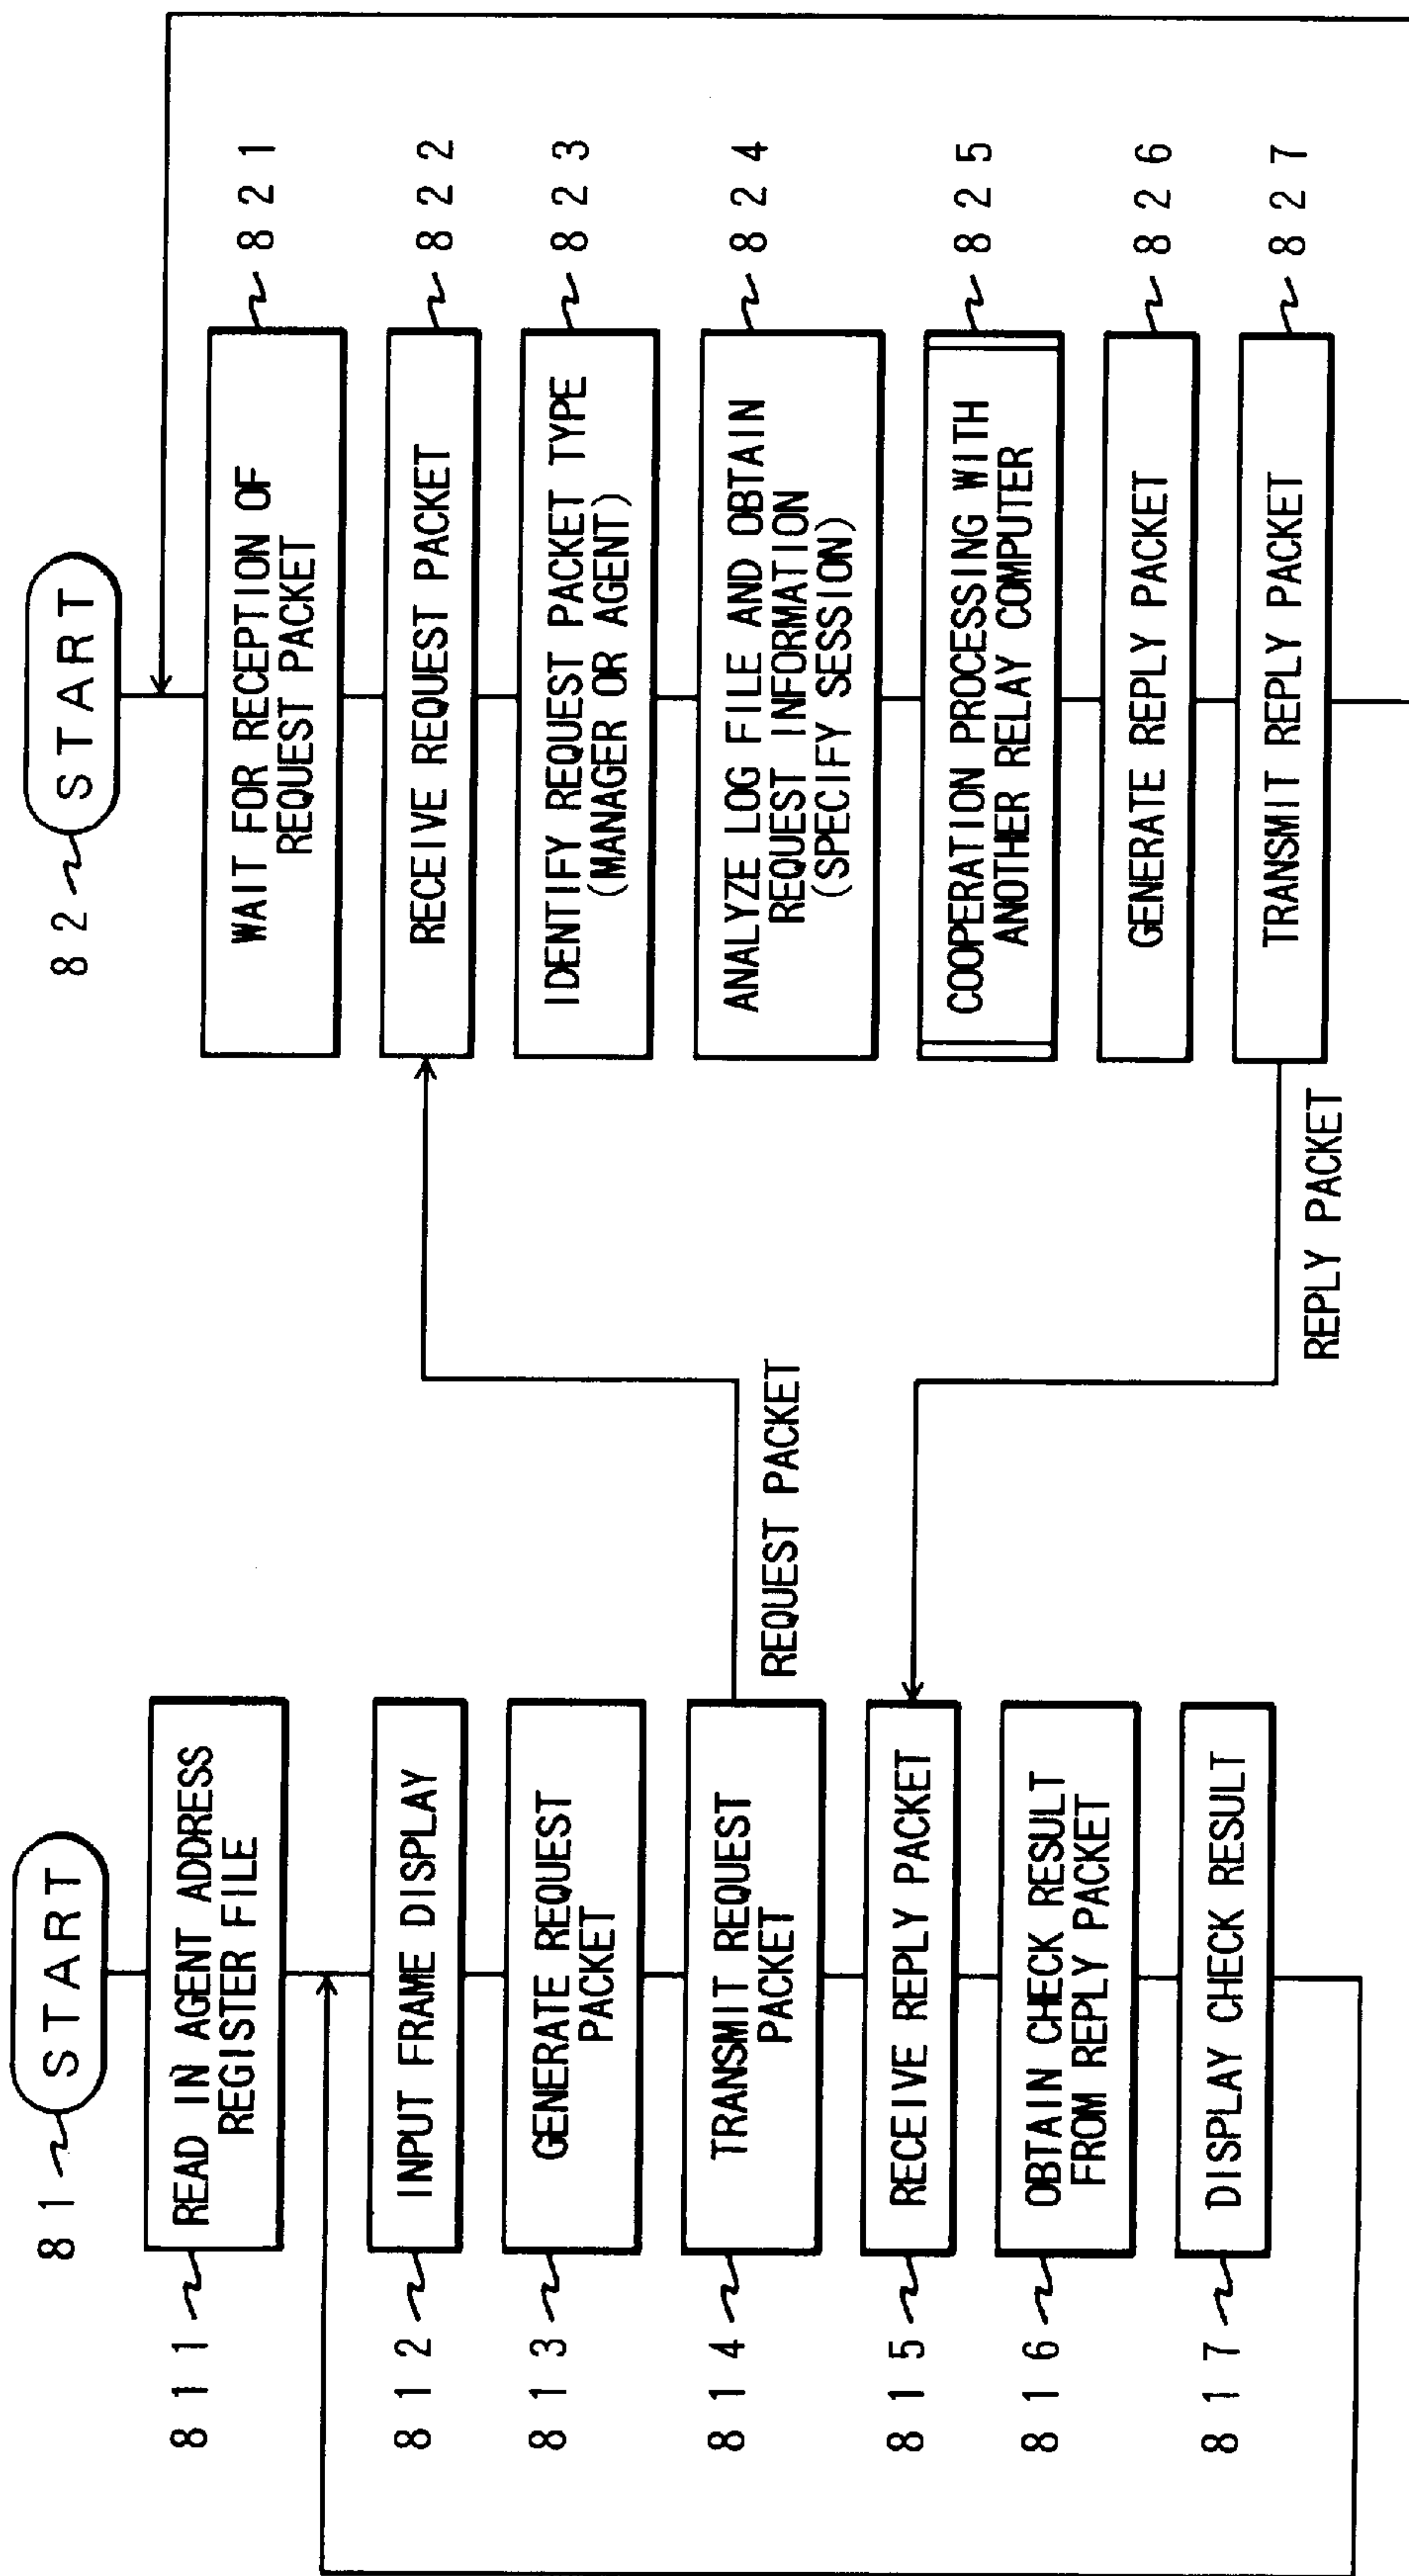 81
START
811
READ IN AGENT ADDRESS
REGISTER FILE
812
INPUT FRAME DISPLAY
813
GENERATE REQUEST
PACKET
814
TRANSMIT REQUEST
PACKET
REQUEST PACKET
815
RECEIVE REPLY PACKET
816
OBTAIN CHECK RESULT
FROM REPLY PACKET
817
DISPLAY CHECK RESULT
82
START
WAIT FOR RECEPTION OF
REQUEST PACKET
821
RECEIVE REQUEST PACKET
822
IDENTIFY REQUEST PACKET TYPE
(MANAGER OR AGENT)
823
ANALYZE LOG FILE AND OBTAIN
REQUEST INFORMATION
(SPECIFY SESSION)
824
COOPERATION PROCESSING WITH
ANOTHER RELAY COMPUTER
825
GENERATE REPLY PACKET
826
TRANSMIT REPLY PACKET
827
REPLY PACKET